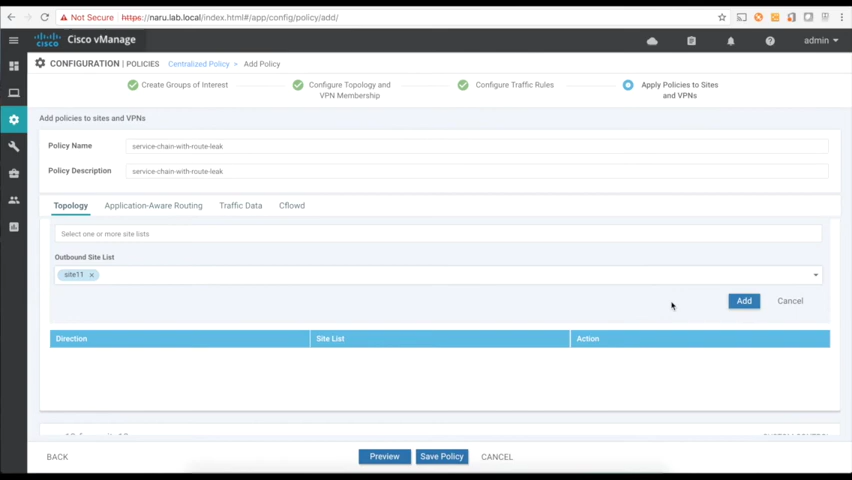 Not Secure https://naru.lab.local/index.html#/app/config/policy/add/
cisco Cisco vManage admin
CONFIGURATION | POLICIES Centralized Policy > Add Policy
Create Groups of Interest
Configure Topology and
VPN Membership
Configure Traffic Rules
Apply Policies to Sites
and VPNs
Add policies to sites and VPNs
Policy Name service-chain-with-route-leak
Policy Description service-chain-with-route-leak
Topology Application-Aware Routing Traffic Data Cflowd
Select one or more site lists
Outbound Site List
site11 ×
Add Cancel
Direction Site List Action
BACK Preview Save Policy CANCEL